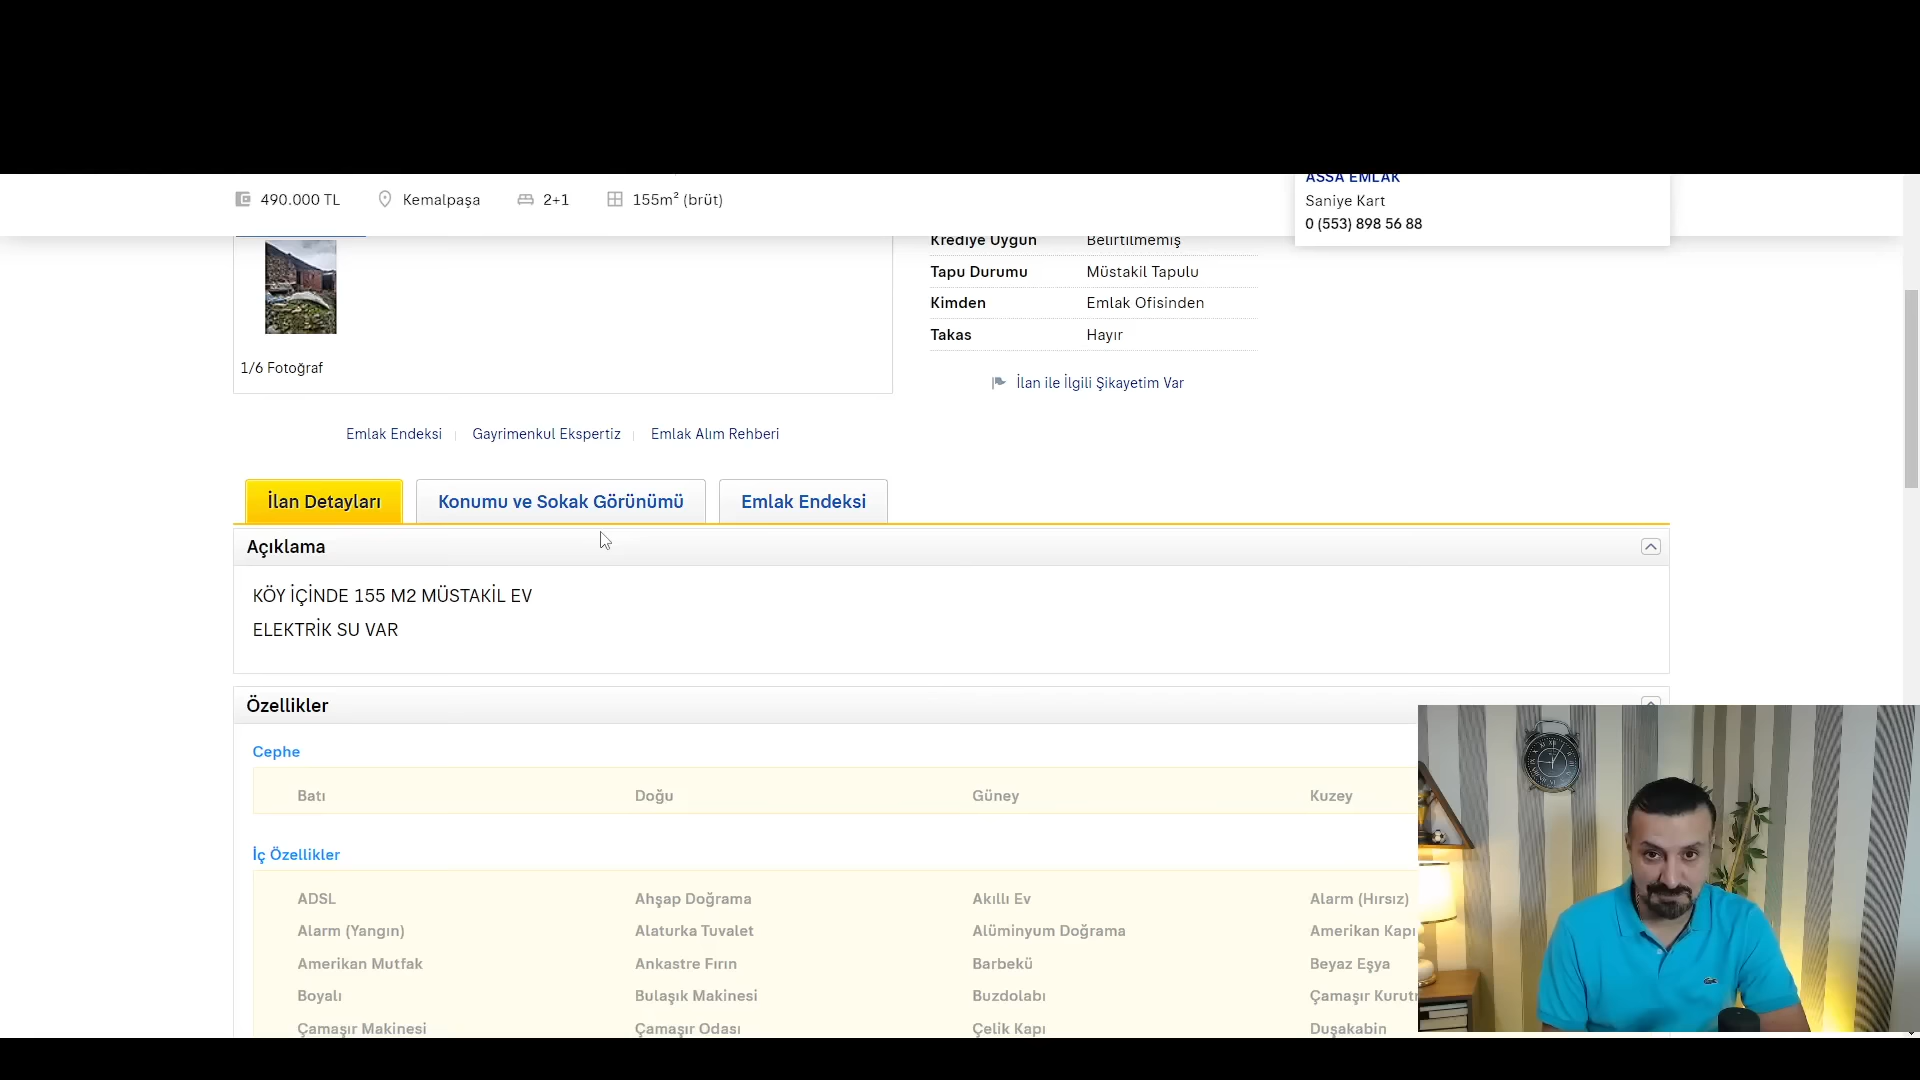 490.000 TL Kemalpaşa 2+1 155m² (brüt)
ASSA EMLAK
Saniye Kart
0 (553) 898 56 88
Krediye Uygun Belirtilmemiş
Tapu Durumu Müstakil Tapulu
Kimden Emlak Ofisinden
Takas Hayır
1/6 Fotoğraf
İlan ile İlgili Şikayetim Var
Emlak Endeksi Gayrimenkul Ekspertiz Emlak Alım Rehberi
İlan Detayları Konumu ve Sokak Görünümü Emlak Endeksi
Açıklama
KÖY İÇİNDE 155 M2 MÜSTAKİL EV
ELEKTRİK SU VAR
Özellikler
Cephe
Batı Doğu Güney Kuzey
İç Özellikler
ADSL Ahşap Doğrama Akıllı Ev Alarm (Hırsız)
Alarm (Yangın) Alaturka Tuvalet Alüminyum Doğrama Amerikan Kapı
Amerikan Mutfak Ankastre Fırın Barbekü Beyaz Eşya
Boyalı Bulaşık Makinesi Buzdolabı Çamaşır
Çamaşır Makinesi Çamaşır Odası Çelik Kapı Duşakabin